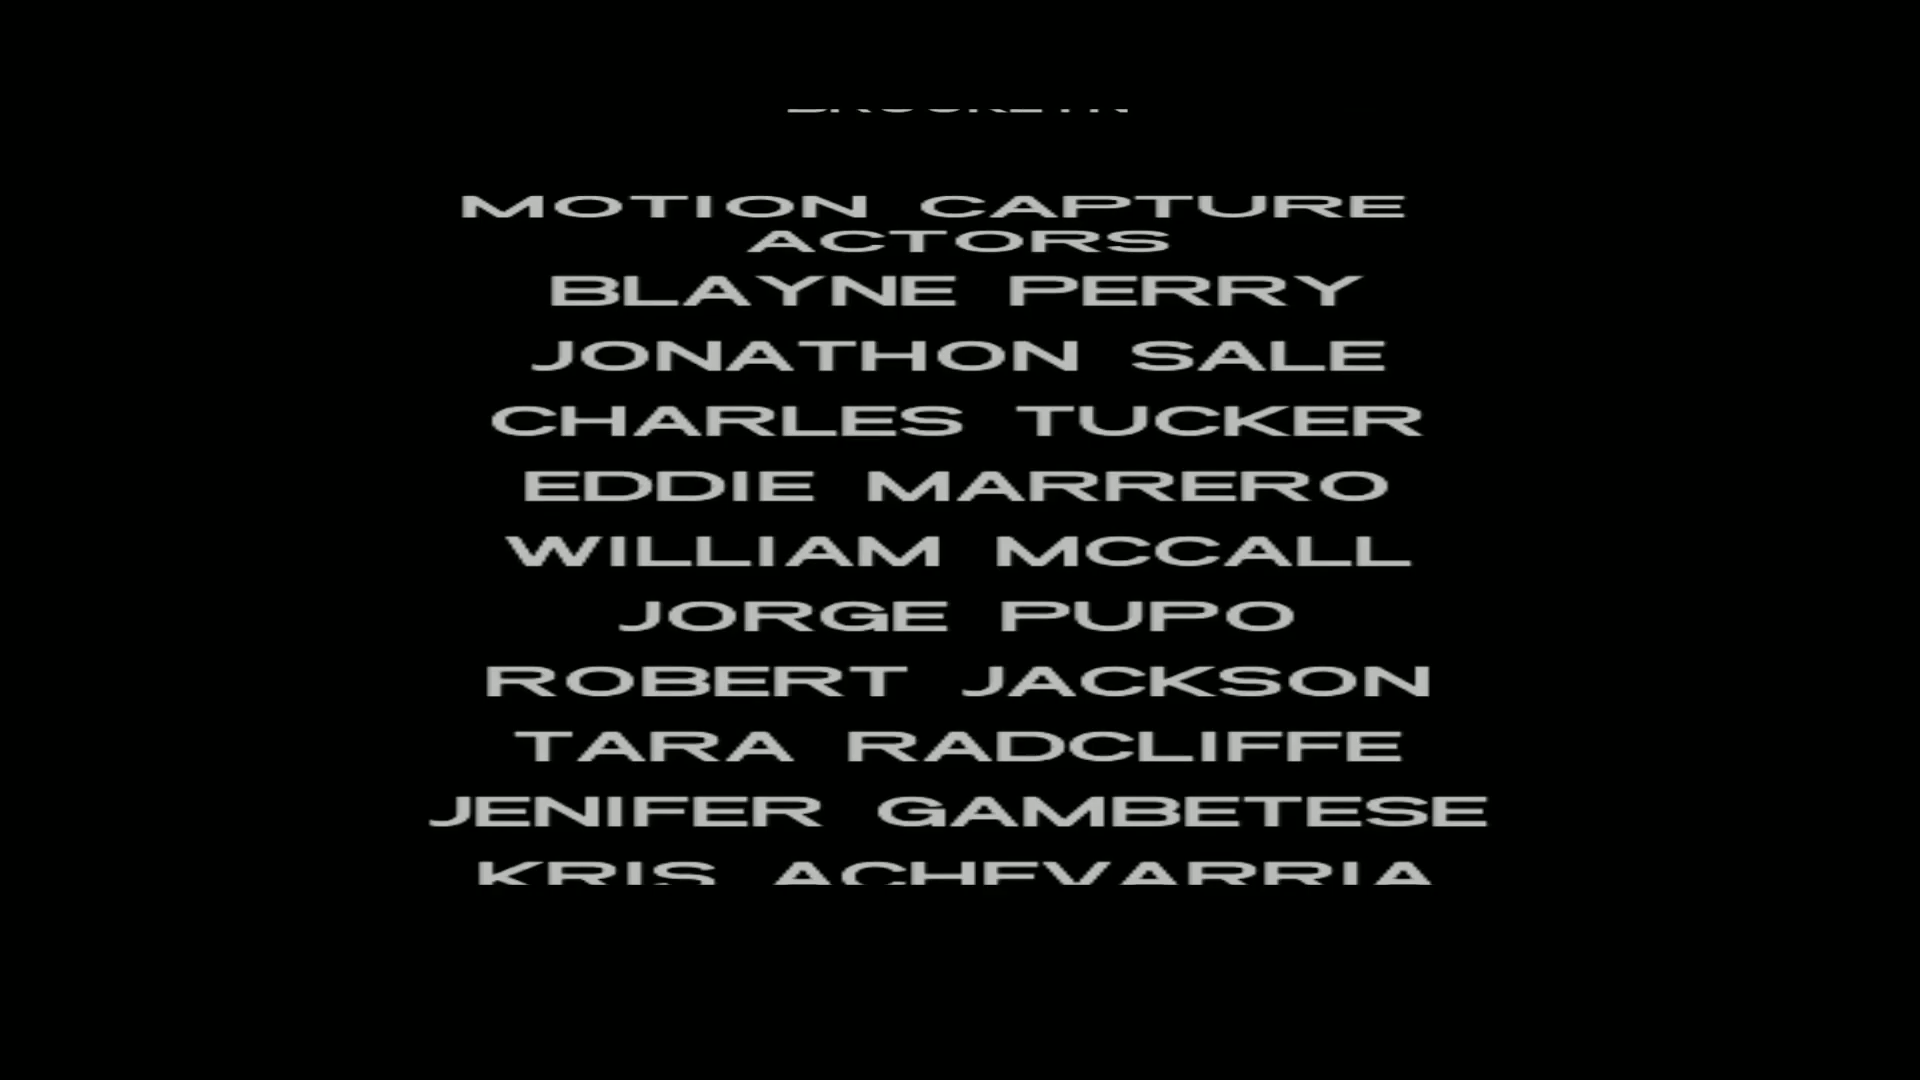 MOTION CAPTURE
ACTORS
BLAYNE PERRY
JONATHON SALE
CHARLES TUCKER
EDDIE MARRERO
WILLIAM MCCALL
JORGE PUPO
ROBERT JACKSON
TARA RADCLIFFE
JENIFER GAMBETESE
KRIS ACHEVARRIA